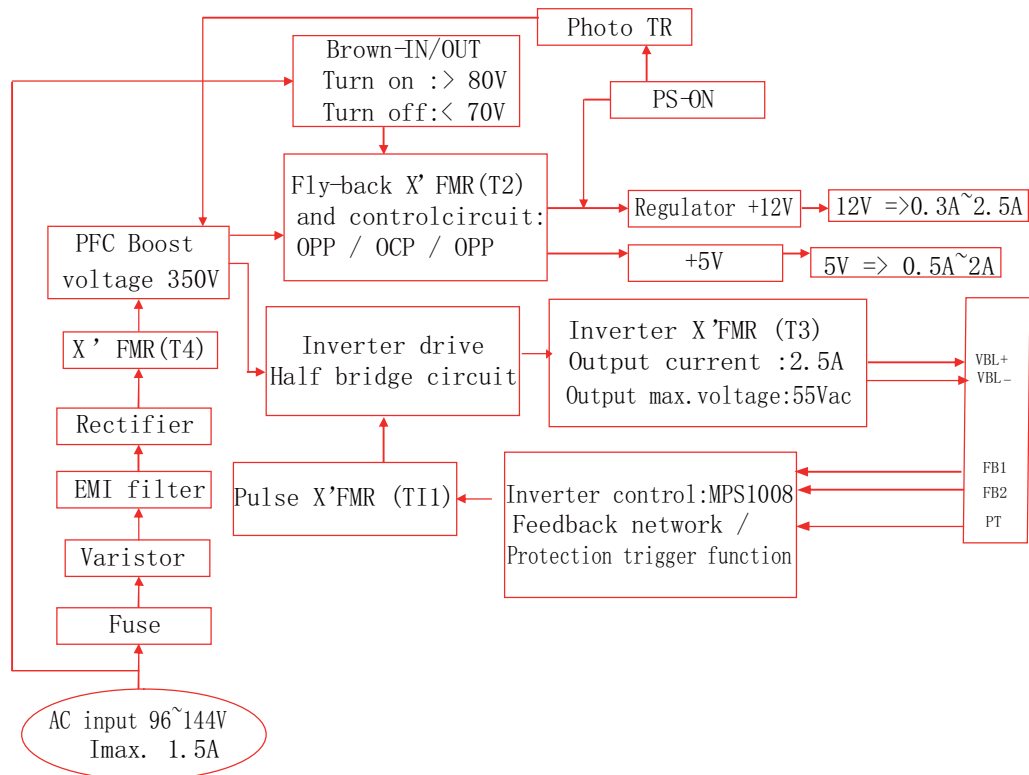 Photo TR
Brown-IN/OUT
Turn on :> 80V
Turn off:< 70V
PS-ON
Fly-back X' FMR(T2)
and controlcircuit:
OPP / OCP / OPP
Regulator +12V
12V =>0.3A~2.5A
PFC Boost
voltage 350V
+5V
5V => 0.5A~2A
X' FMR(T4)
Inverter drive
Half bridge circuit
Inverter X'FMR (T3)
Output current :2.5A
Output max.voltage:55Vac
VBL+
VBL-
Rectifier
EMI filter
Pulse X'FMR (TI1)
Inverter control:MPS1008
Feedback network /
Protection trigger function
FB1
FB2
PT
Varistor
Fuse
AC input 96~144V
Imax. 1.5A